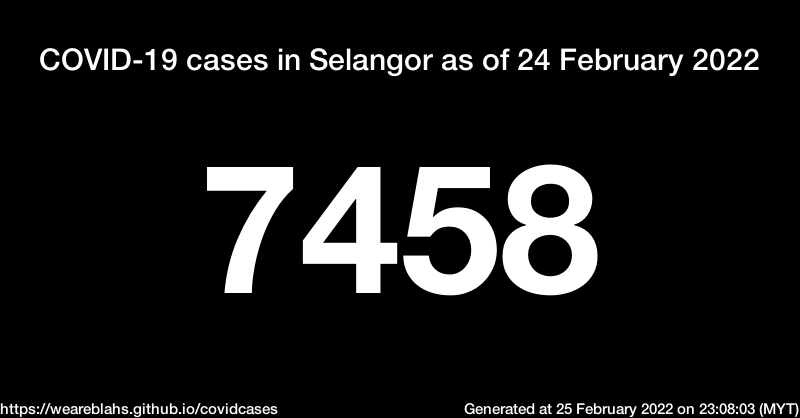 COVID-19 cases in Selangor as of 24 February 2022
7458
https://weareblahs.github.io/covidcases
Generated at 25 February 2022 on 23:08:03 (MYT)